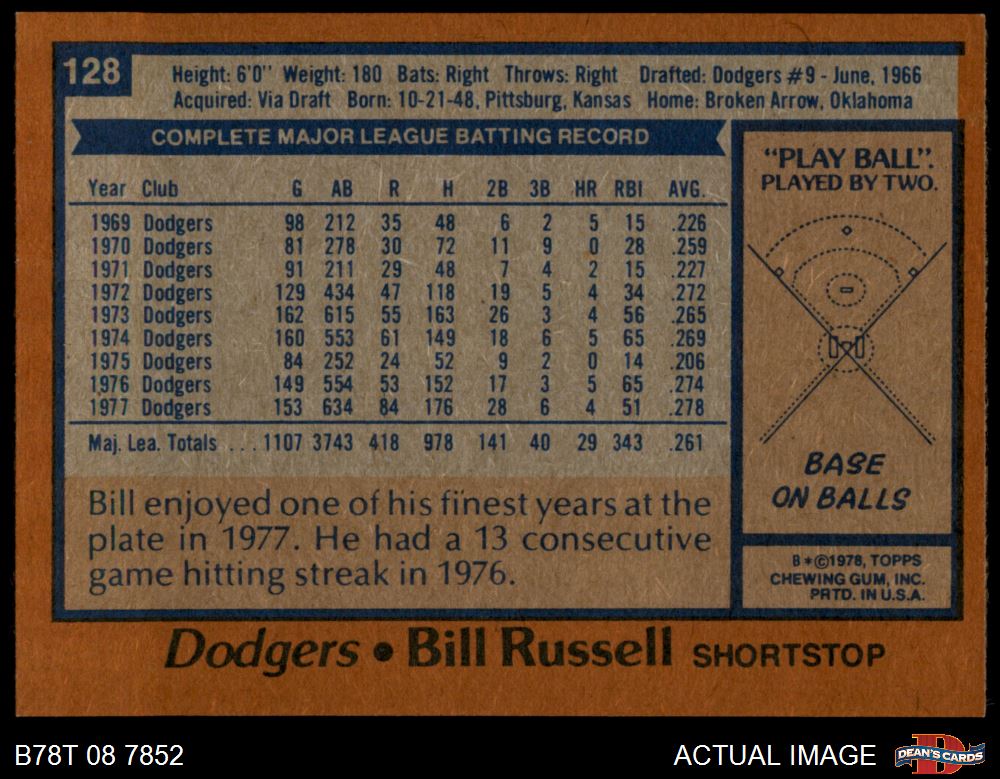 128
Height: 6'0" Weight: 180 Bats: Right Throws: Right Drafted: Dodgers #9 - June, 1966
Acquired: Via Draft Born: 10-21-48, Pittsburg, Kansas Home: Broken Arrow, Oklahoma
COMPLETE MAJOR LEAGUE BATTING RECORD
Year Club G AB R H 2B 3B HR RBI AVG.
1969 Dodgers 98 212 35 48 6 2 5 15 .226
1970 Dodgers 81 278 30 72 11 9 0 28 .259
1971 Dodgers 91 211 29 48 7 4 2 15 .227
1972 Dodgers 129 434 47 118 19 5 4 34 .272
1973 Dodgers 162 615 55 163 26 3 4 56 .265
1974 Dodgers 160 553 61 149 18 6 5 65 .269
1975 Dodgers 84 252 24 52 9 2 0 14 .206
1976 Dodgers 149 554 53 152 17 3 5 65 .274
1977 Dodgers 153 634 84 176 28 6 4 51 .278
Maj. Lea. Totals . . . 1107 3743 418 978 141 40 29 343 .261
Bill enjoyed one of his finest years at the
plate in 1977. He had a 13 consecutive
game hitting streak in 1976.
"PLAY BALL".
PLAYED BY TWO.
BASE
ON BALLS
B*©1978, TOPPS
CHEWING GUM, INC.
PRTD. IN U.S.A.
Dodgers • Bill Russell SHORTSTOP
B78T 08 7852
ACTUAL IMAGE
DEAN'S CARDS